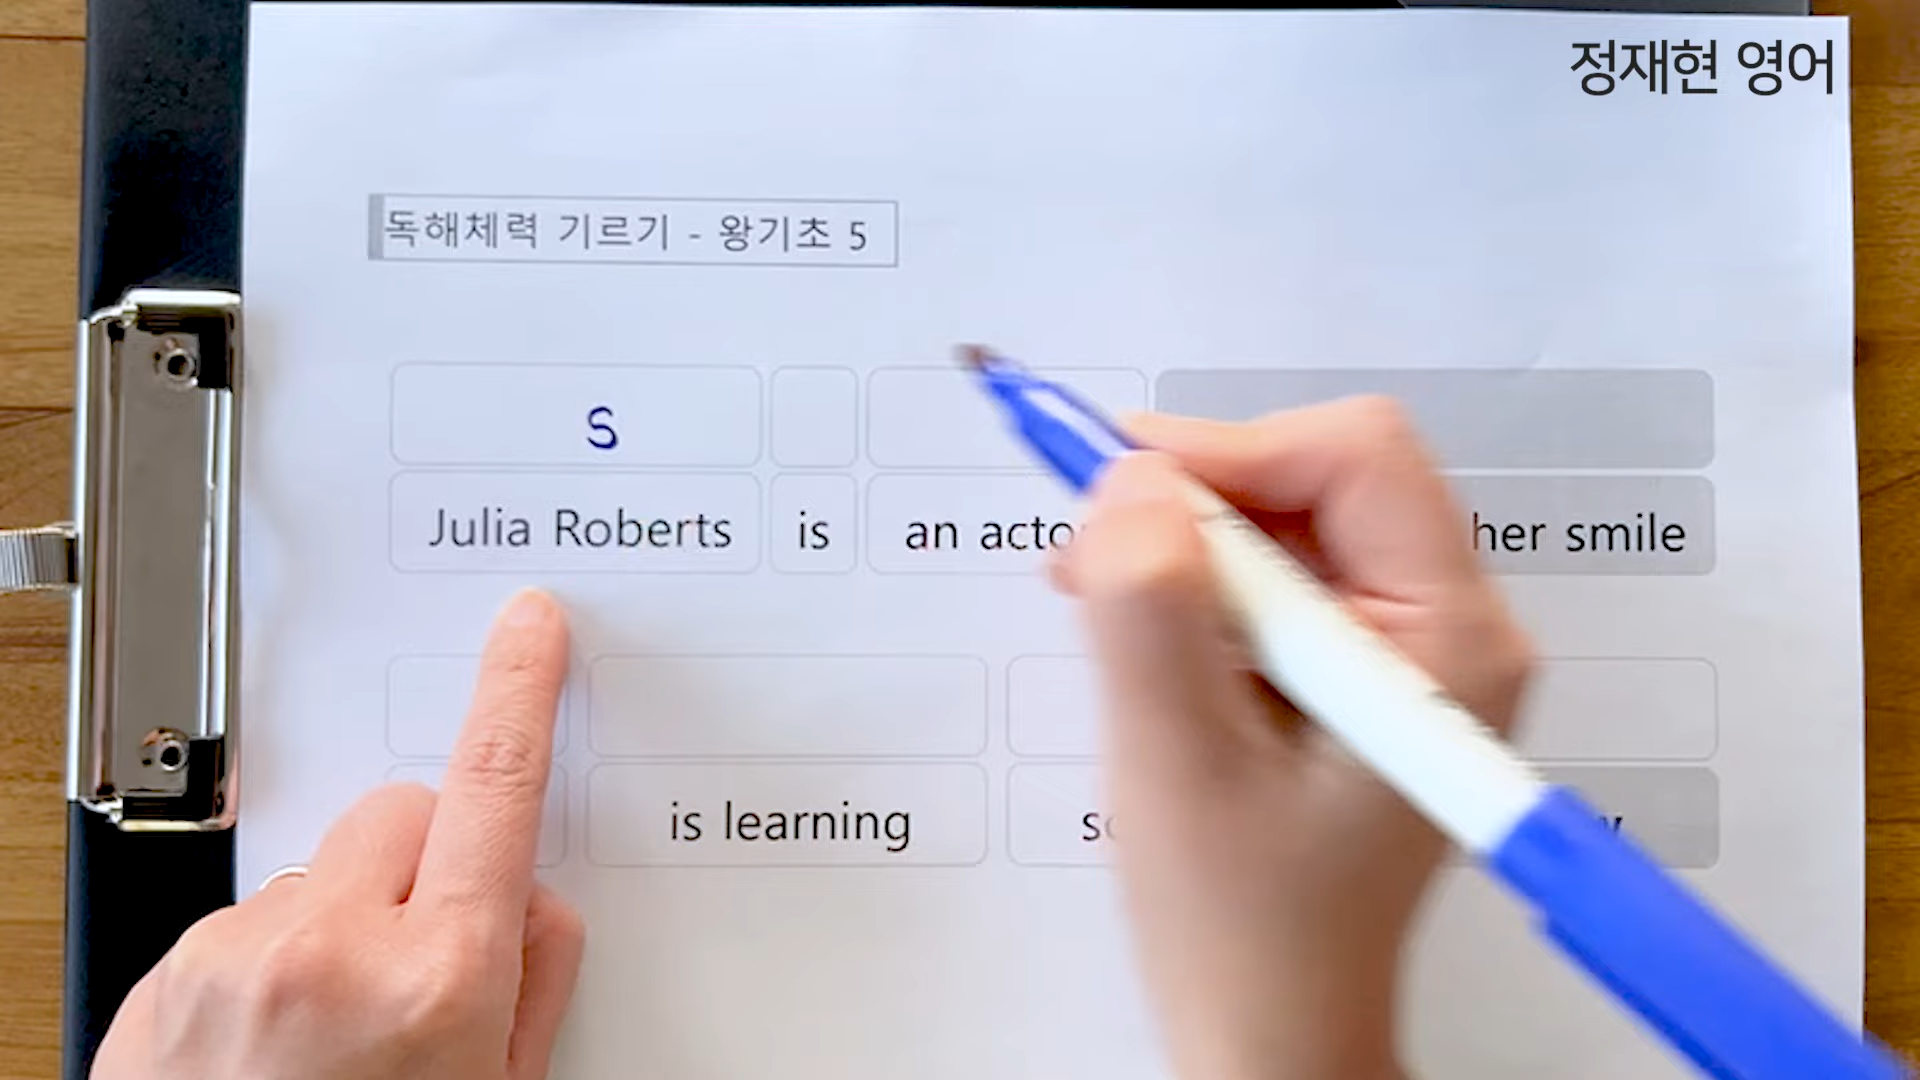 정재현 영어
독해체력 기르기 - 왕기초 5
S
Julia Roberts is an her smile
is learning